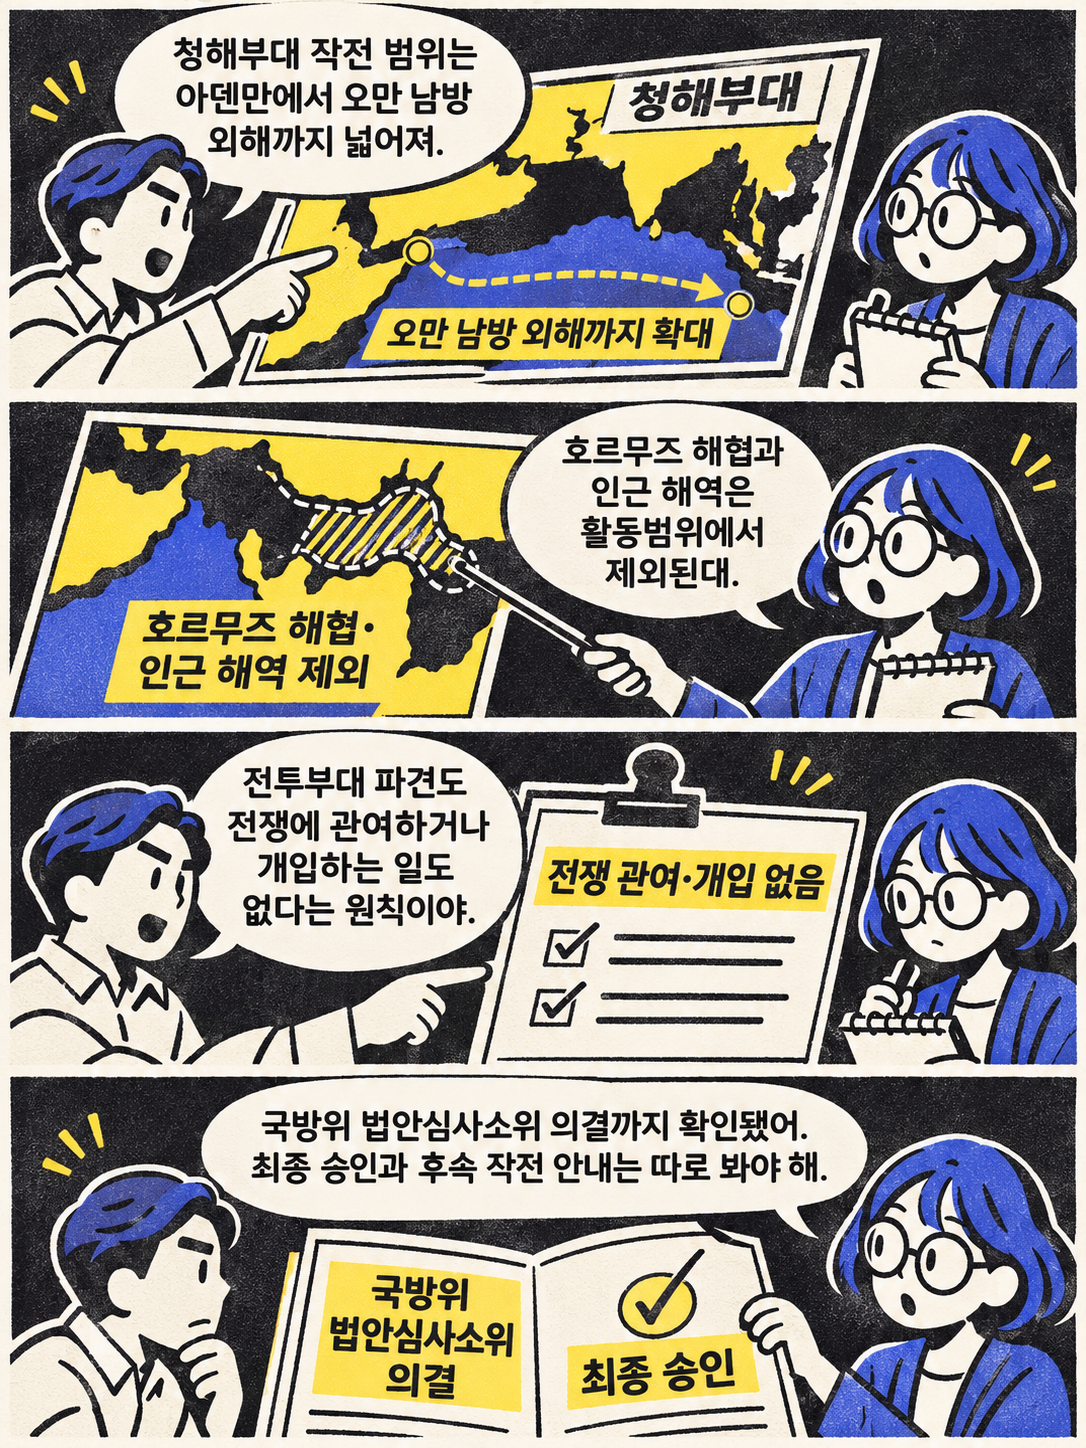 청해부대 작전 범위는
아덴만에서 오만 남방
외해까지 넓어져.
청해부대
오만 남방 외해까지 확대
호르무즈 해협과
인근 해역은
활동범위에서
제외된대.
호르무즈 해협·
인근 해역 제외
전투부대 파견도
전쟁에 관여하거나
개입하는 일도
없다는 원칙이야.
전쟁 관여·개입 없음
국방위 법안심사소위 의결까지 확인됐어.
최종 승인과 후속 작전 안내는 따로 봐야 해.
국방위
법안심사소위
의결
최종 승인